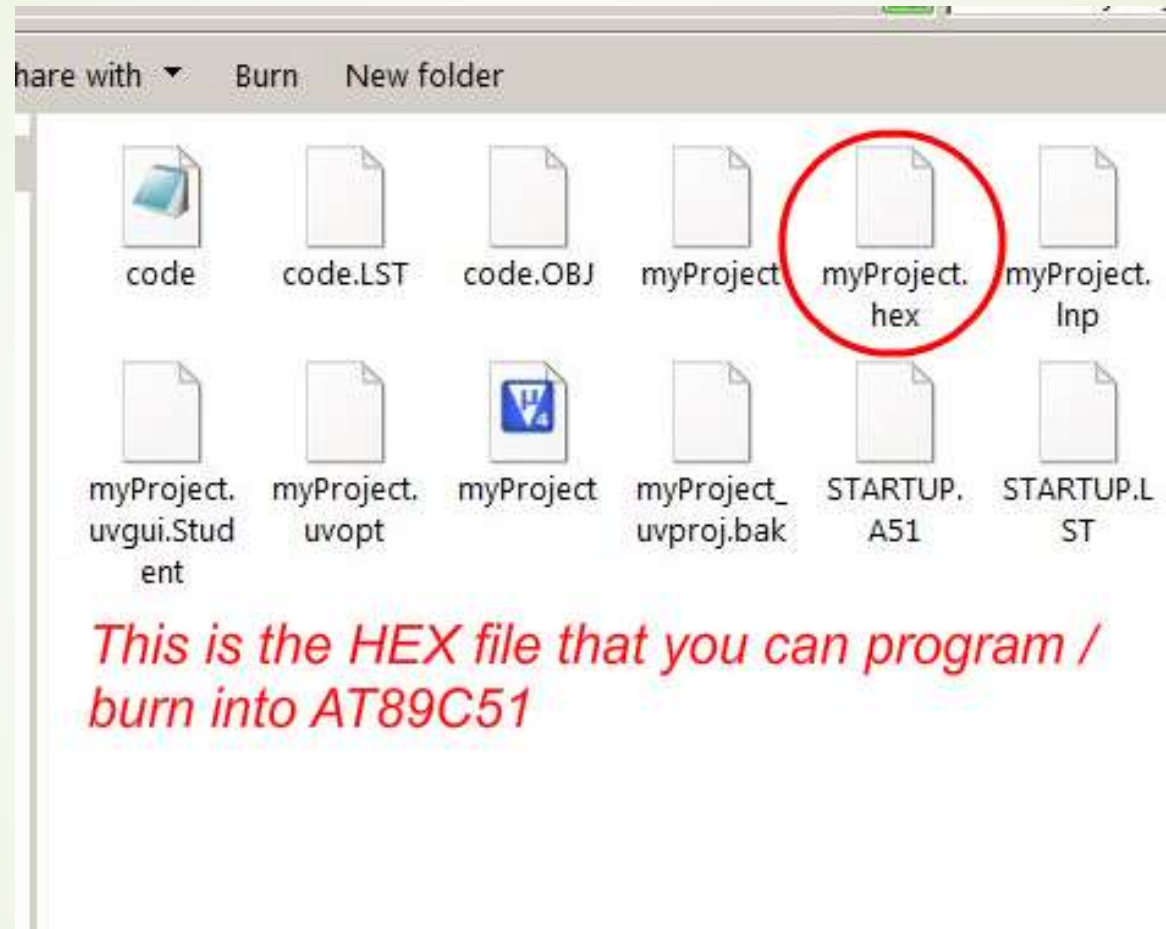 hare with Burn New folder
code code.LST code.OBJ myProject myProject. myProject.
hex lnp
μ
4
myProject. myProject. myProject myProject_ STARTUP. STARTUP.L
uvgui.Stud uvopt uvproj.bak A51 ST
ent
This is the HEX file that you can program /
burn into AT89C51